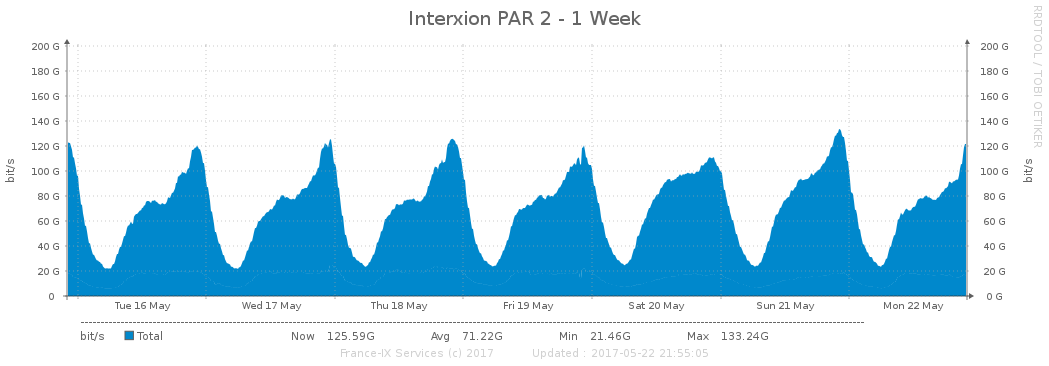 Interxion PAR 2 - 1 Week
RRDTOOL / TOBI OETIKER
200 G 200 G
180 G 180 G
160 G 160 G
140 G 140 G
120 G 120 G
100 G 100 G
80 G 80 G
60 G 60 G
40 G 40 G
20 G 20 G
0 0 G
bit/s bit/s
Tue 16 May Wed 17 May Thu 18 May Fri 19 May Sat 20 May Sun 21 May Mon 22 May
bit/s Total Now 125.59G Avg 71.22G Min 21.46G Max 133.24G
France-IX Services (c) 2017 Updated : 2017-05-22 21:55:05